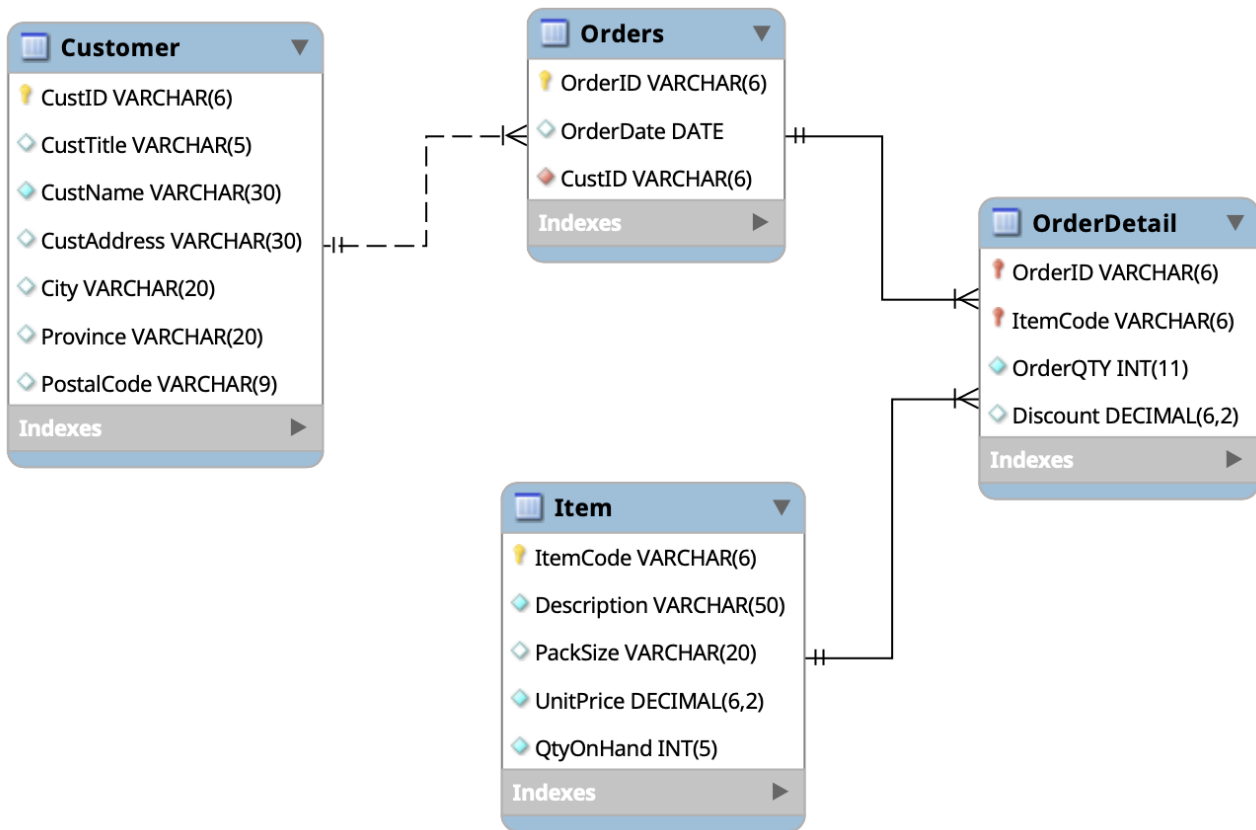 Customer
CustID VARCHAR(6)
CustTitle VARCHAR(5)
CustName VARCHAR(30)
CustAddress VARCHAR(30)
City VARCHAR(20)
Province VARCHAR(20)
PostalCode VARCHAR(9)
Indexes
Orders
OrderID VARCHAR(6)
OrderDate DATE
CustID VARCHAR(6)
Indexes
OrderDetail
OrderID VARCHAR(6)
ItemCode VARCHAR(6)
OrderQTY INT(11)
Discount DECIMAL(6,2)
Indexes
Item
ItemCode VARCHAR(6)
Description VARCHAR(50)
PackSize VARCHAR(20)
UnitPrice DECIMAL(6,2)
QtyOnHand INT(5)
Indexes